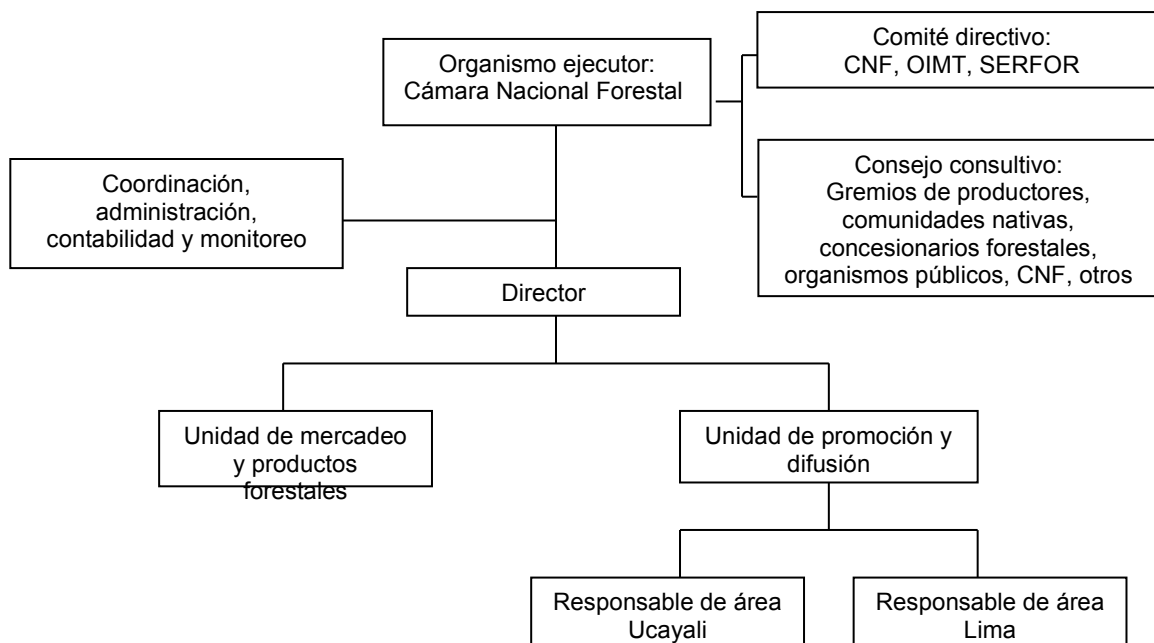 Organismo ejecutor:
Cámara Nacional Forestal
Comité directivo:
CNF, OIMT, SERFOR
Consejo consultivo:
Gremios de productores,
comunidades nativas,
concesionarios forestales,
organismos públicos, CNF, otros
Coordinación,
administración,
contabilidad y monitoreo
Director
Unidad de mercadeo
y productos
forestales
Unidad de promoción y
difusión
Responsable de área
Ucayali
Responsable de área
Lima